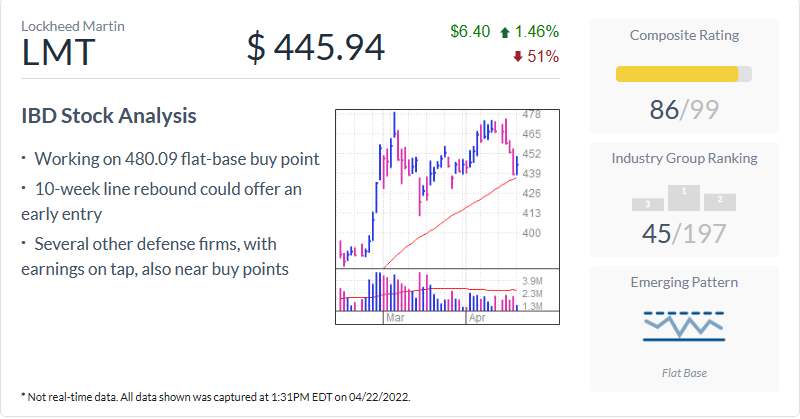 Lockheed Martin
LMT
$ 445.94
$6.40 1.46%
51%
IBD Stock Analysis
· Working on 480.09 flat-base buy point
· 10-week line rebound could offer an
early entry
· Several other defense firms, with
earnings on tap, also near buy points
478
465
452
439
426
413
400
3.9M
2.3M
1.3M
Mar
Apr
Composite Rating
86/99
Industry Group Ranking
3 1 2
45/197
Emerging Pattern
Flat Base
* Not real-time data. All data shown was captured at 1:31PM EDT on 04/22/2022.